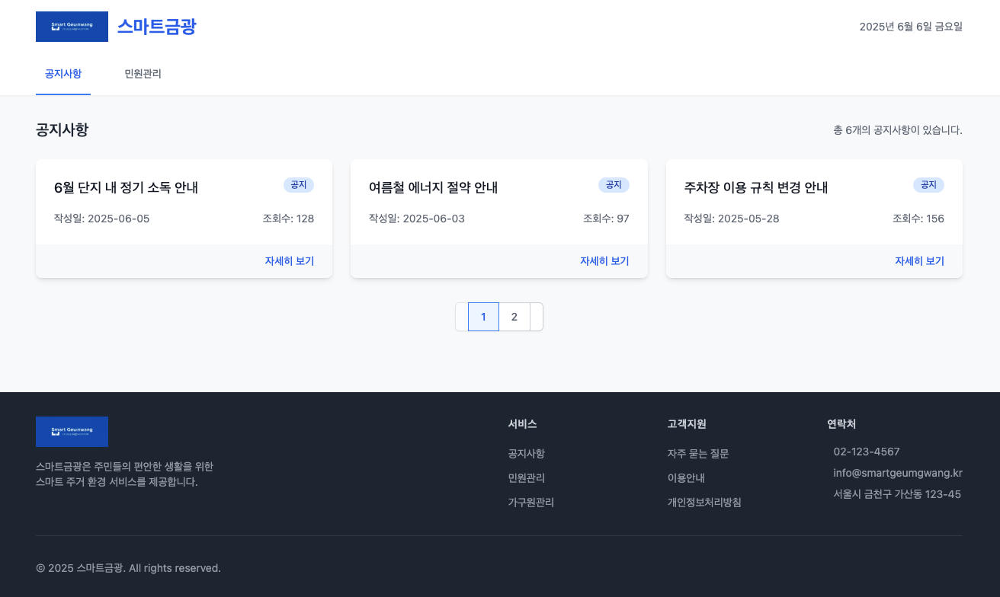 Smart Geuinwang
스마트금광
2025년 6월 6일 금요일
공지사항
민원관리
공지사항
총 6개의 공지사항이 있습니다.
6월 단지 내 정기 소독 안내
공지
작성일: 2025-06-05
조회수: 128
자세히 보기
여름철 에너지 절약 안내
공지
작성일: 2025-06-03
조회수: 97
자세히 보기
주차장 이용 규칙 변경 안내
공지
작성일: 2025-05-28
조회수: 156
자세히 보기
1
2
Smart Geuinwang
스마트금광은 주민들의 편안한 생활을 위한
스마트 주거 환경 서비스를 제공합니다.
서비스
공지사항
민원관리
가구원관리
고객지원
자주 묻는 질문
이용안내
개인정보처리방침
연락처
02-123-4567
info@smartgeumgwang.kr
서울시 금천구 가산동 123-45
© 2025 스마트금광. All rights reserved.